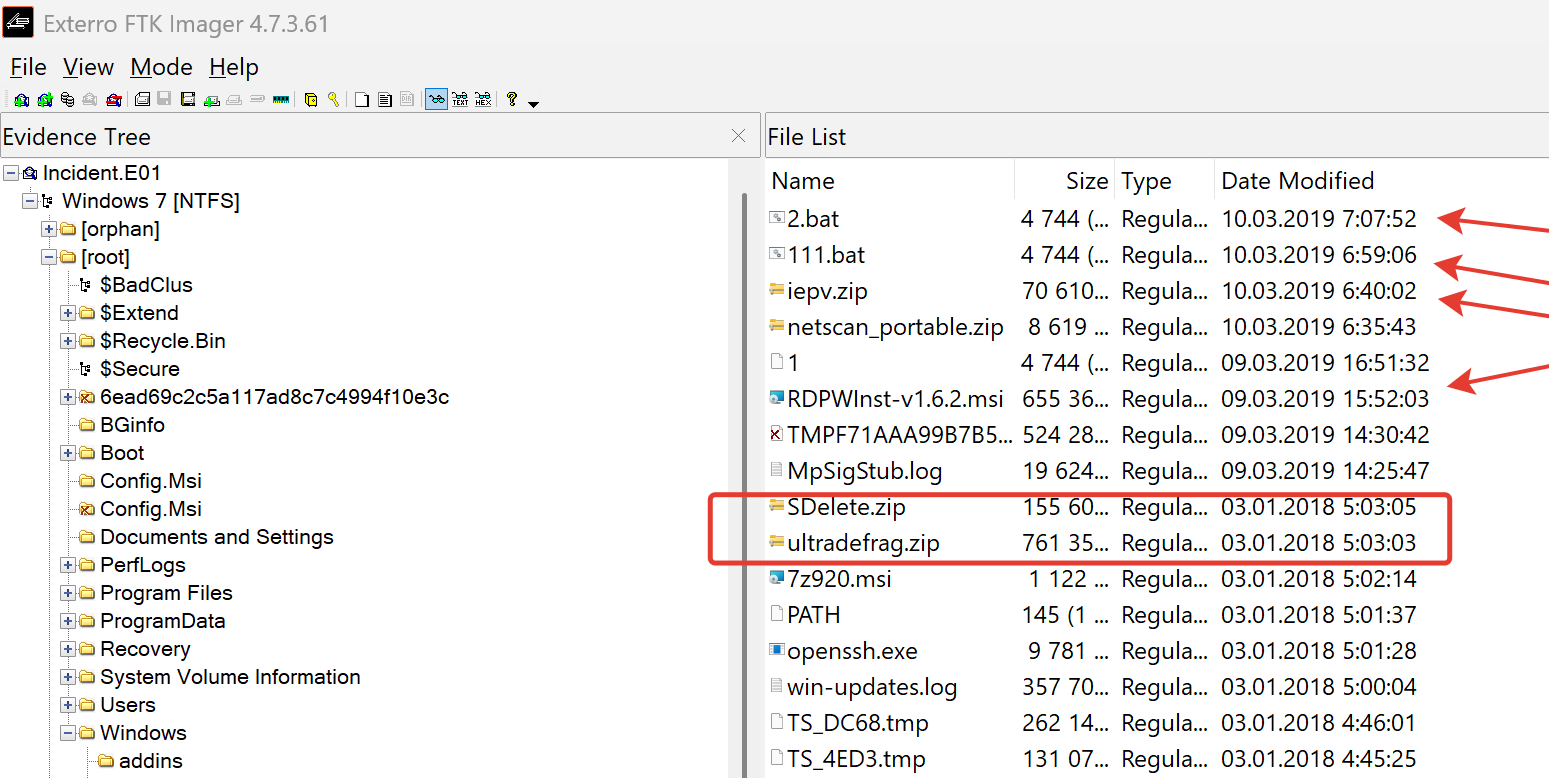 Exterro FTK Imager 4.7.3.61
File View Mode Help
Evidence Tree
Incident.E01
Windows 7 [NTFS]
[orphan]
[root]
$BadClus
$Extend
$Recycle.Bin
$Secure
6ead69c2c5a117ad8c7c4994f10e3c
BGinfo
Boot
Config.Msi
Config.Msi
Documents and Settings
PerfLogs
Program Files
ProgramData
Recovery
System Volume Information
Users
Windows
addins
File List
Name Size Type Date Modified
2.bat 4 744 (... Regula... 10.03.2019 7:07:52
111.bat 4 744 (... Regula... 10.03.2019 6:59:06
iepv.zip 70 610... Regula... 10.03.2019 6:40:02
netscan_portable.zip 8 619 ... Regula... 10.03.2019 6:35:43
1 4 744 (... Regula... 09.03.2019 16:51:32
RDPWInst-v1.6.2.msi 655 36... Regula... 09.03.2019 15:52:03
TMPF71AAA99B7B5... 524 28... Regula... 09.03.2019 14:30:42
MpSigStub.log 19 624... Regula... 09.03.2019 14:25:47
SDelete.zip 155 60... Regula... 03.01.2018 5:03:05
ultradefrag.zip 761 35... Regula... 03.01.2018 5:03:03
7z920.msi 1 122 ... Regula... 03.01.2018 5:02:14
PATH 145 (1 ... Regula... 03.01.2018 5:01:37
openssh.exe 9 781 ... Regula... 03.01.2018 5:01:28
win-updates.log 357 70... Regula... 03.01.2018 5:00:04
TS_DC68.tmp 262 14... Regula... 03.01.2018 4:46:01
TS_4ED3.tmp 131 07... Regula... 03.01.2018 4:45:25